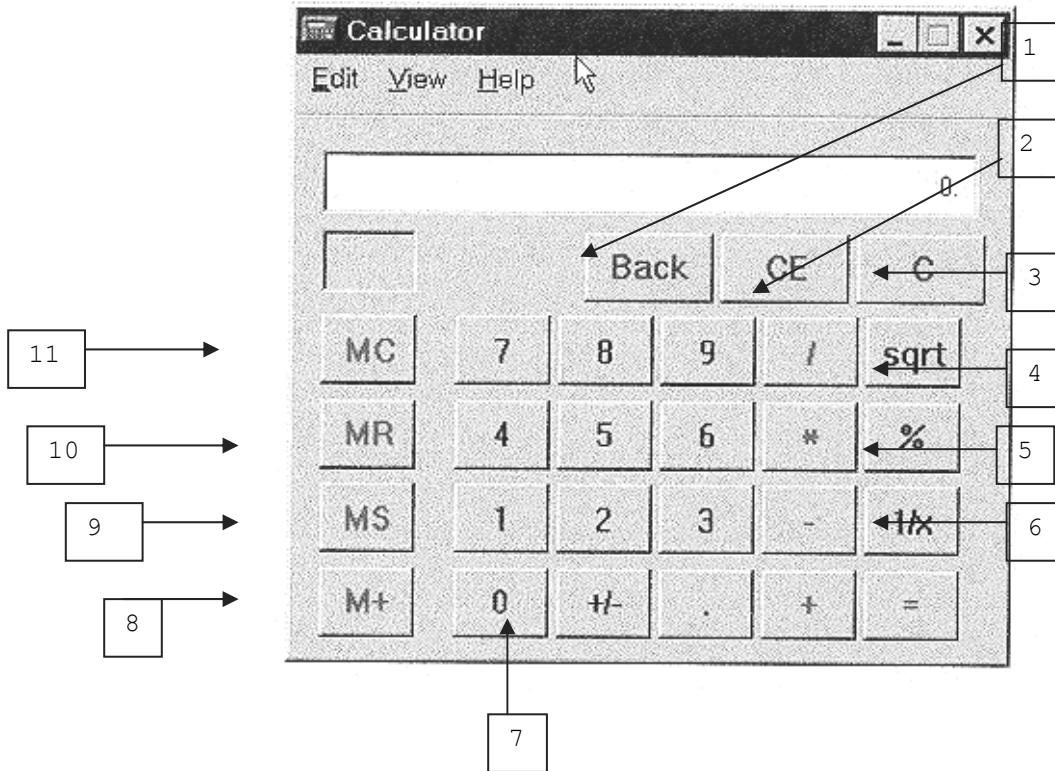 Calculator
1
Edit View Help
2
0.
Back CE C
3
11
MC 7 8 9 / sqrt
4
10
MR 4 5 6 * %
5
9
MS 1 2 3 - 1/x
6
8
M+ 0 +/- . + =
7